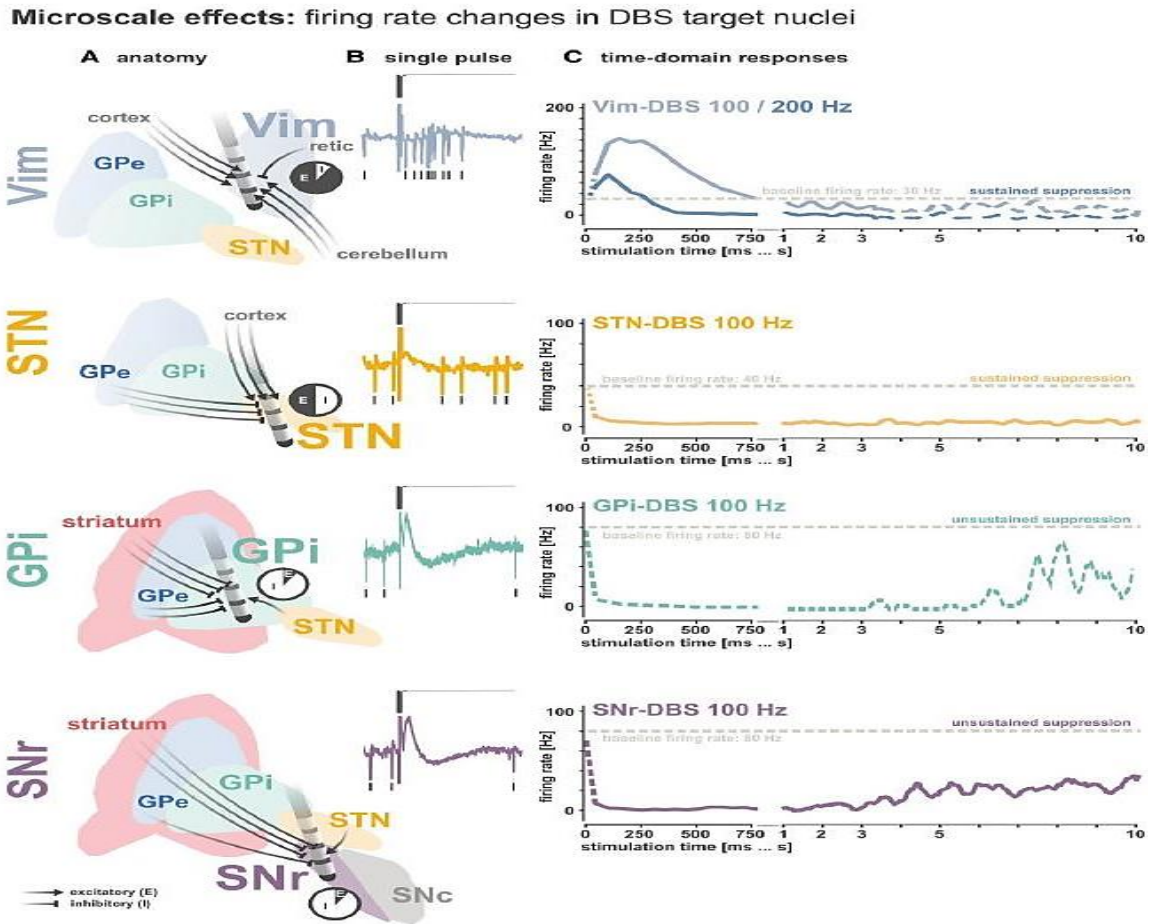 Microscale effects: firing rate changes in DBS target nuclei
A anatomy
B single pulse
C time-domain responses
Vim
cortex
Vim
retic
GPe
GPi
STN
cerebellum
E
I
Vim-DBS 100 / 200 Hz
firing rate [Hz]
200
0
baseline firing rate: 30 Hz
sustained suppression
0 250 500 750 1 2 3 5 10
stimulation time [ms ... s]
STN
cortex
GPe
GPi
E I
STN
STN-DBS 100 Hz
firing rate [Hz]
100
0
baseline firing rate: 40 Hz
sustained suppression
0 250 500 750 1 2 3 5 10
stimulation time [ms ... s]
GPi
striatum
GPi
GPe
I E
STN
GPi-DBS 100 Hz
firing rate [Hz]
100
0
unsustained suppression
baseline firing rate: 80 Hz
0 250 500 750 1 2 3 5 10
stimulation time [ms ... s]
SNr
striatum
GPi
GPe
STN
SNr
SNc
I E
excitatory (E)
inhibitory (I)
SNr-DBS 100 Hz
firing rate [Hz]
100
0
unsustained suppression
baseline firing rate: 80 Hz
0 250 500 750 1 2 3 5 10
stimulation time [ms ... s]